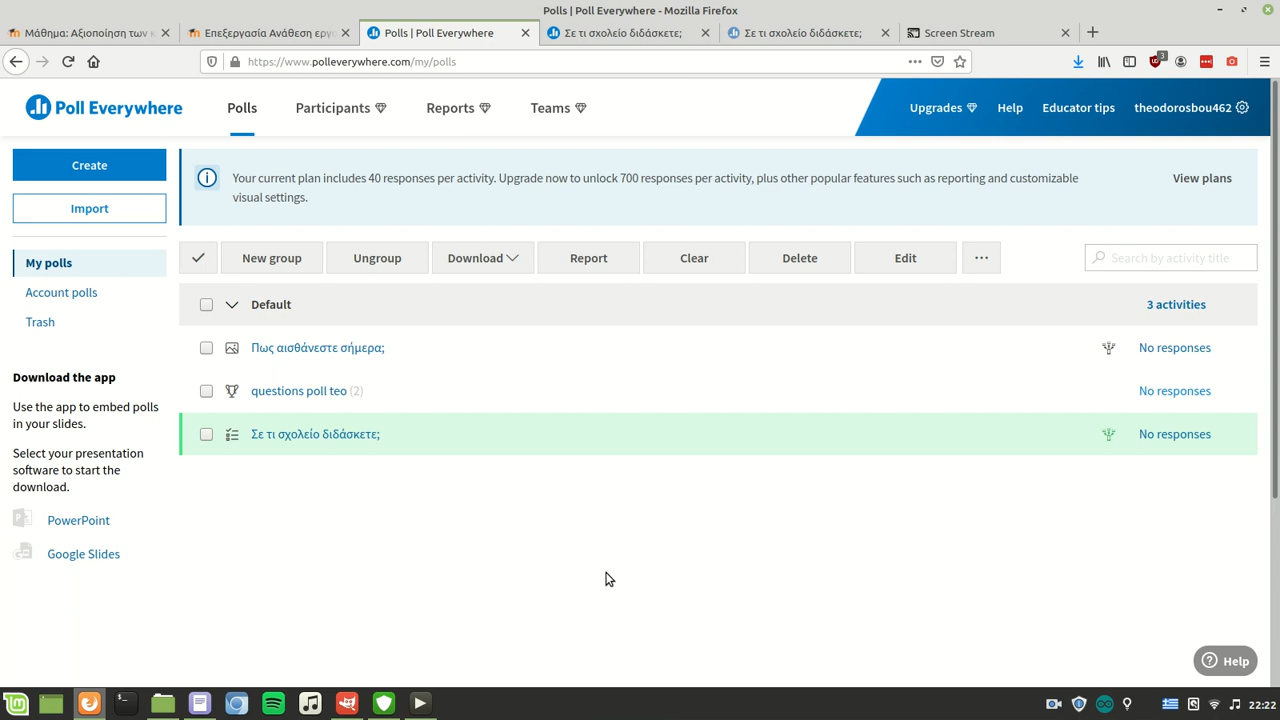 Polls | Poll Everywhere - Mozilla Firefox
Μάθημα: Αξιοποίηση των κ
Επεξεργασία Ανάθεση εργα
Polls | Poll Everywhere
Σε τι σχολείο διδάσκετε;
Σε τι σχολείο διδάσκετε;
Screen Stream
https://www.polleverywhere.com/my/polls
3
Poll Everywhere
Polls
Participants
Reports
Teams
Upgrades
Help
Educator tips
theodorosbou462
Create
Import
My polls
Account polls
Trash
Download the app
Use the app to embed polls
in your slides.
Select your presentation
software to start the
download.
PowerPoint
Google Slides
Your current plan includes 40 responses per activity. Upgrade now to unlock 700 responses per activity, plus other popular features such as reporting and customizable
visual settings.
View plans
New group
Ungroup
Download
Report
Clear
Delete
Edit
Search by activity title
Default
3 activities
Πως αισθάνεστε σήμερα;
No responses
questions poll teo (2)
No responses
Σε τι σχολείο διδάσκετε;
No responses
Help
22:22